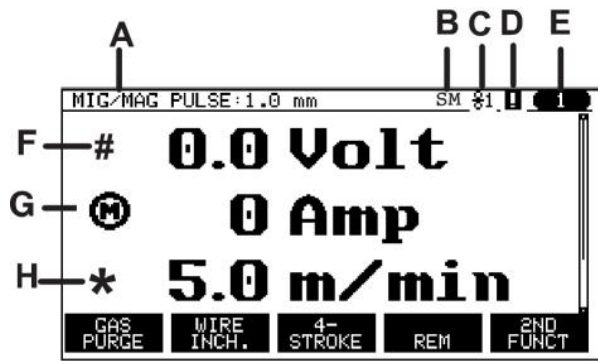 A B C D E
MIG/MAG PULSE:1.0 mm SM 1 1
F # 0.0 Volt
G M 0 Amp
H * 5.0 m/min
GAS PURGE WIRE INCH. 4-STROKE REM 2ND FUNCT